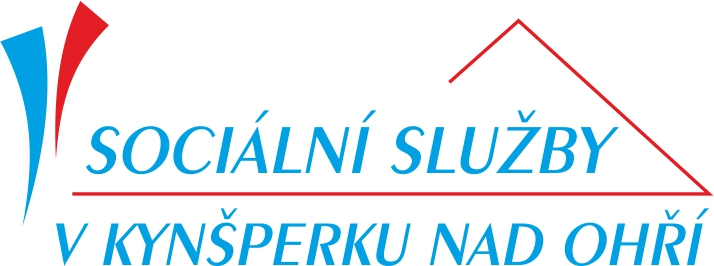 SOCIÁLNÍ SLUŽBY
V KYNŠPERKU NAD OHŘÍ